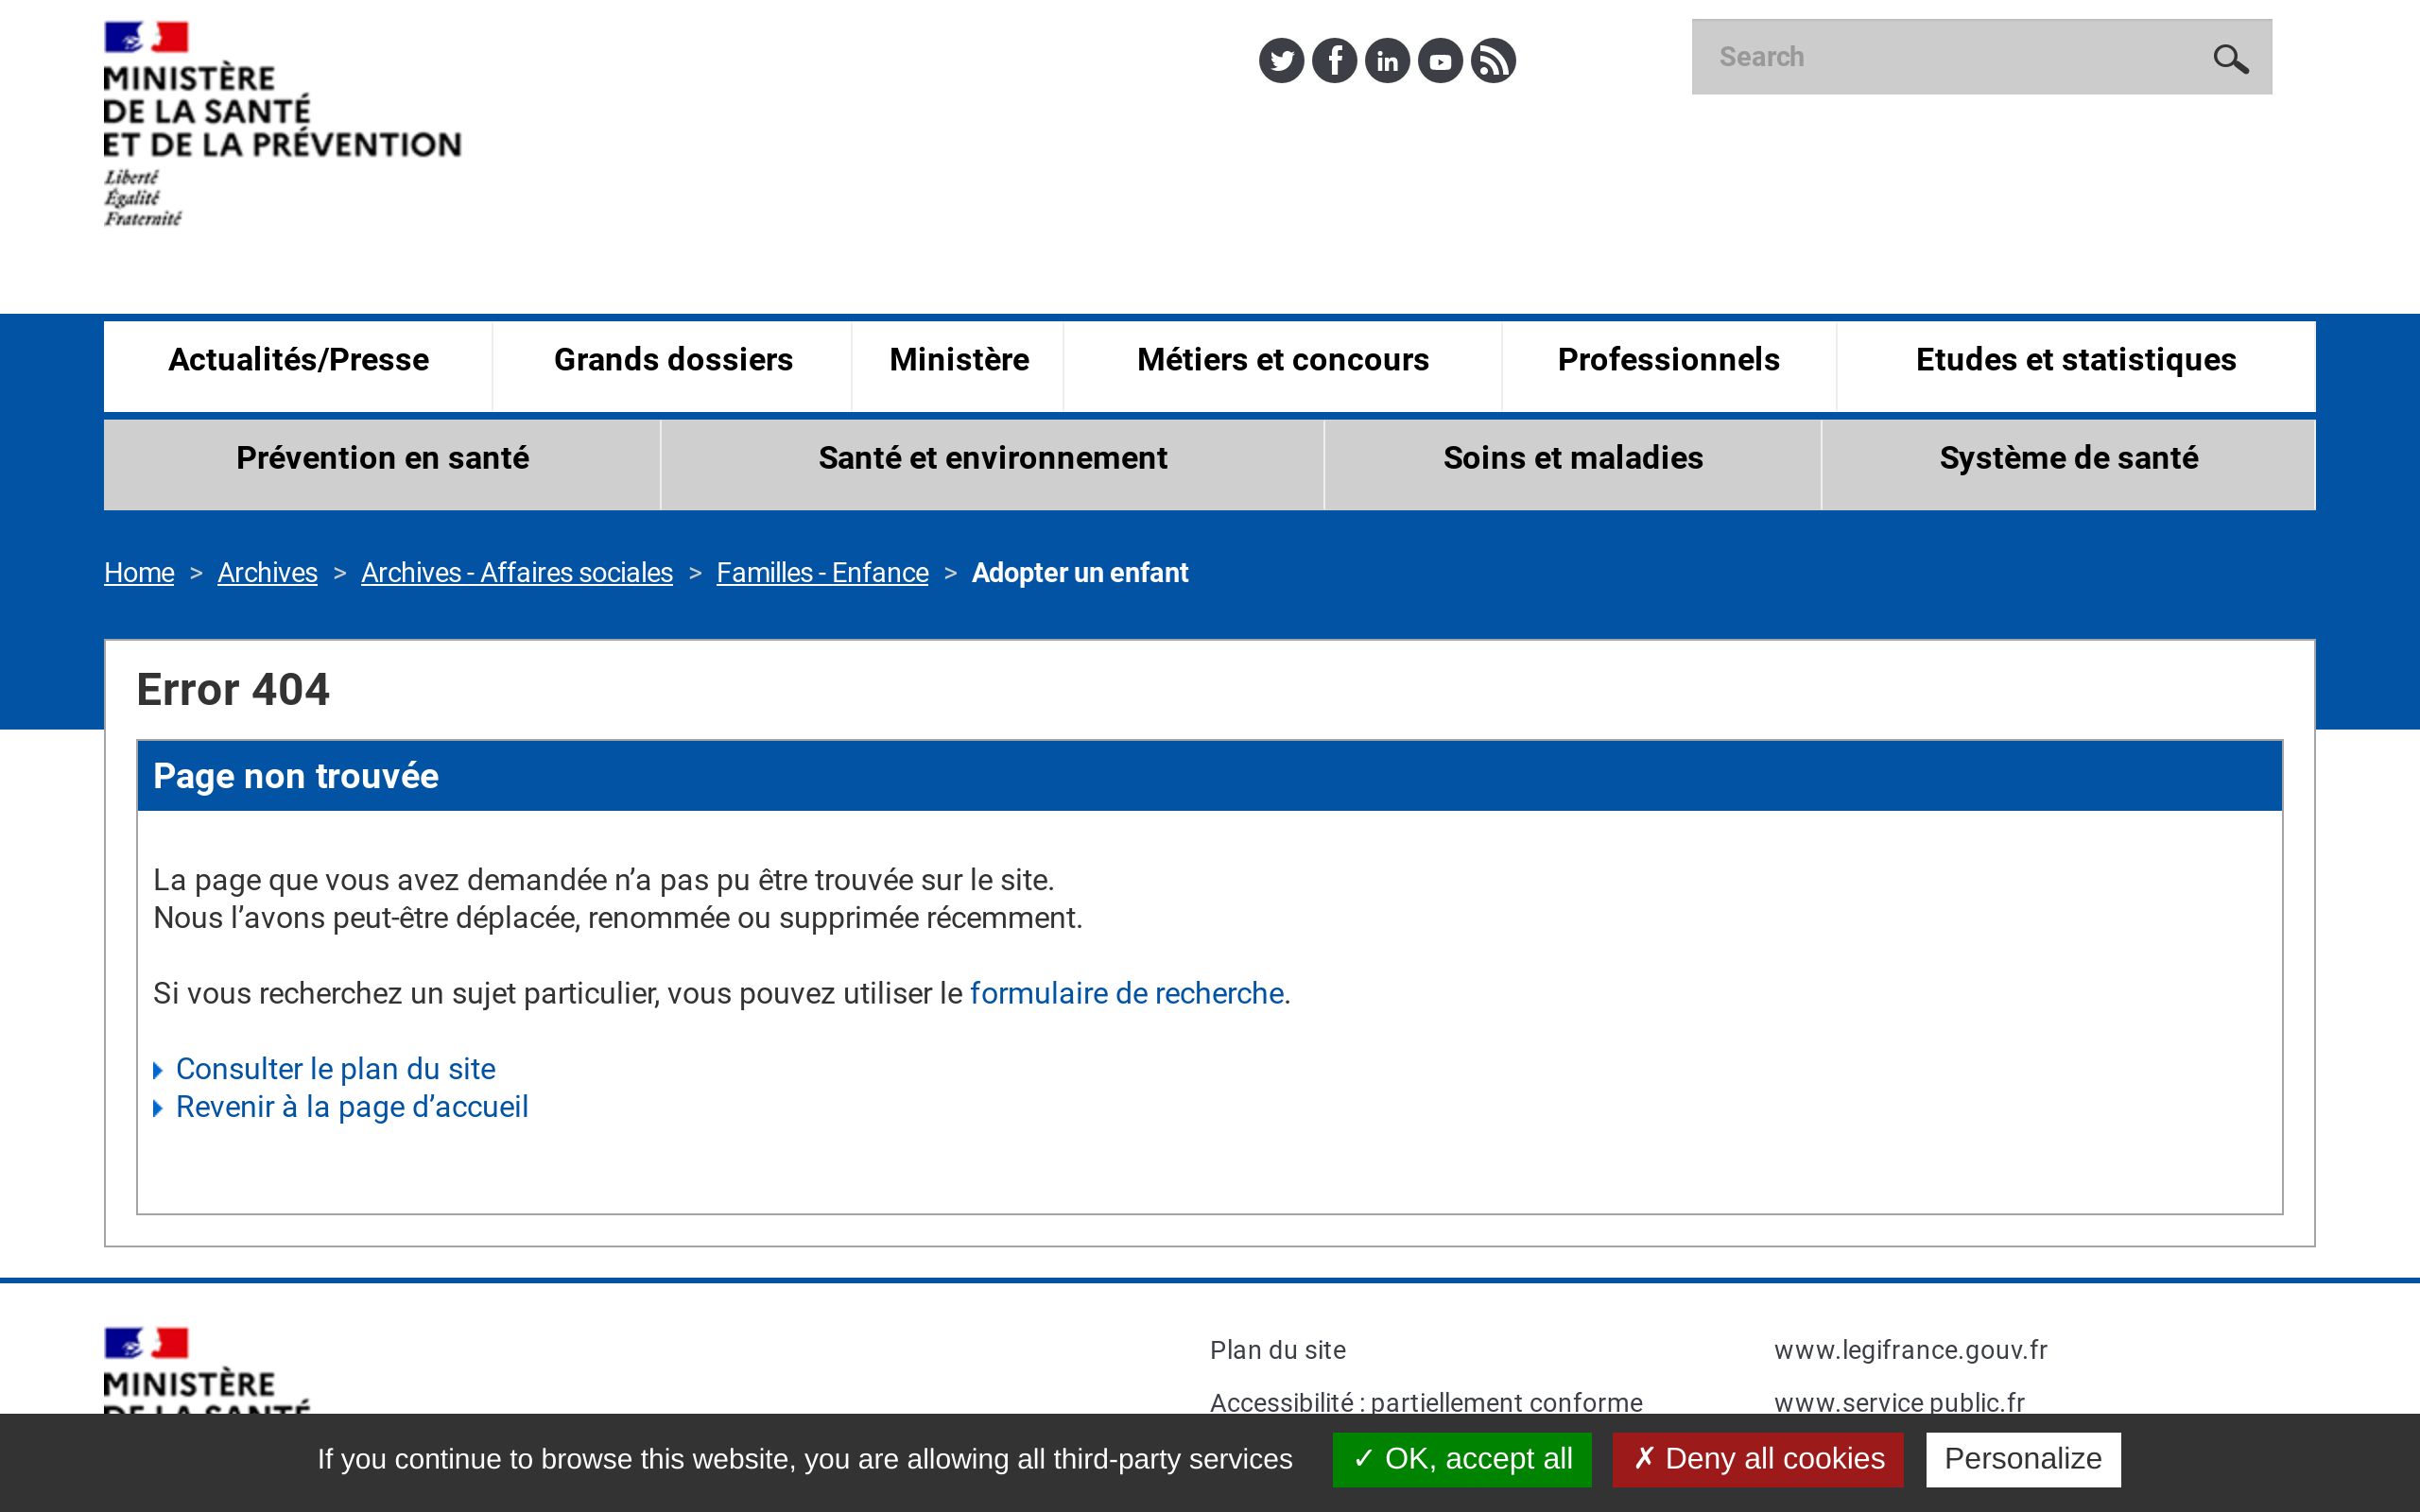 MINISTÈRE
DE LA SANTÉ
ET DE LA PRÉVENTION
Liberté
Égalité
Fraternité
Search
Actualités/Presse
Grands dossiers
Ministère
Métiers et concours
Professionnels
Etudes et statistiques
Prévention en santé
Santé et environnement
Soins et maladies
Système de santé
Home > Archives > Archives - Affaires sociales > Familles - Enfance > Adopter un enfant
Error 404
Page non trouvée
La page que vous avez demandée n’a pas pu être trouvée sur le site.
Nous l’avons peut-être déplacée, renommée ou supprimée récemment.
Si vous recherchez un sujet particulier, vous pouvez utiliser le formulaire de recherche.
Consulter le plan du site
Revenir à la page d’accueil
MINISTÈRE
DE LA SANTÉ
Plan du site
Accessibilité : partiellement conforme
www.legifrance.gouv.fr
www.service public.fr
If you continue to browse this website, you are allowing all third-party services
✓ OK, accept all
✗ Deny all cookies
Personalize